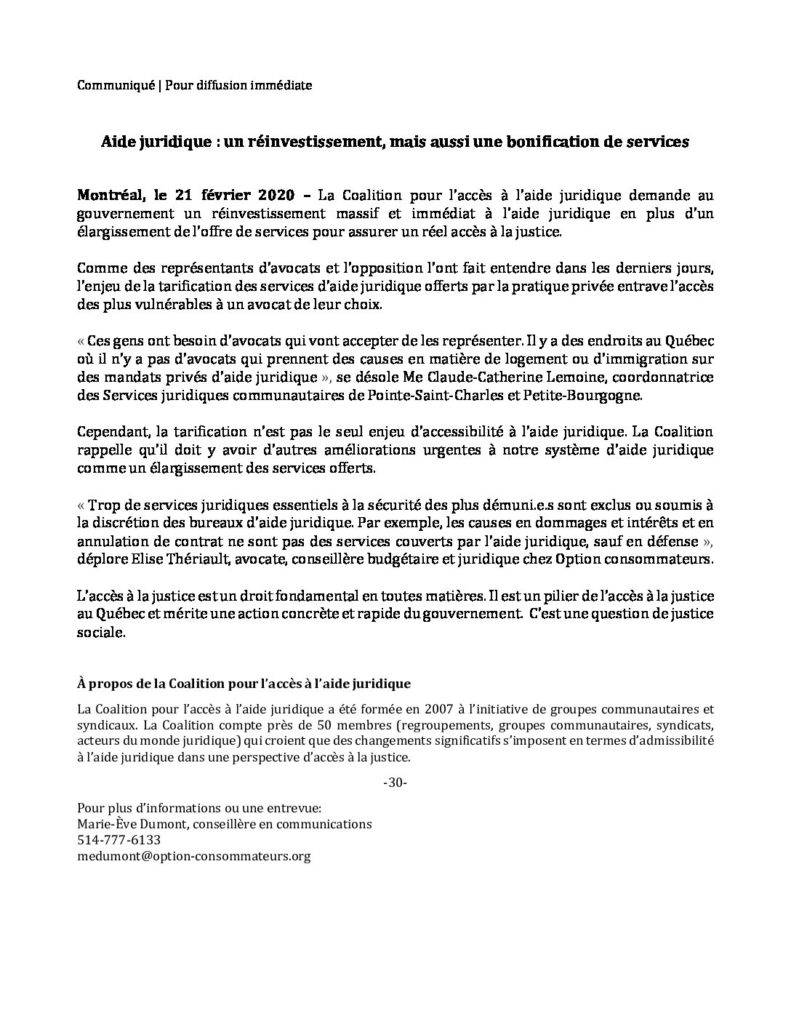 Communiqué | Pour diffusion immédiate
Aide juridique : un réinvestissement, mais aussi une bonification de services
Montréal, le 21 février 2020 – La Coalition pour l'accès à l'aide juridique demande au
gouvernement un réinvestissement massif et immédiat à l'aide juridique en plus d'un
élargissement de l'offre de services pour assurer un réel accès à la justice.
Comme des représentants d'avocats et l'opposition l'ont fait entendre dans les derniers jours,
l'enjeu de la tarification des services d'aide juridique offerts par la pratique privée entrave l'accès
des plus vulnérables à un avocat de leur choix.
« Ces gens ont besoin d'avocats qui vont accepter de les représenter. Il y a des endroits au Québec
où il n'y a pas d'avocats qui prennent des causes en matière de logement ou d'immigration sur
des mandats privés d'aide juridique », se désole Me Claude-Catherine Lemoine, coordonnatrice
des Services juridiques communautaires de Pointe-Saint-Charles et Petite-Bourgogne.
Cependant, la tarification n'est pas le seul enjeu d'accessibilité à l'aide juridique. La Coalition
rappelle qu'il doit y avoir d'autres améliorations urgentes à notre système d'aide juridique
comme un élargissement des services offerts.
« Trop de services juridiques essentiels à la sécurité des plus démuni.e.s sont exclus ou soumis à
la discrétion des bureaux d'aide juridique. Par exemple, les causes en dommages et intérêts et en
annulation de contrat ne sont pas des services couverts par l'aide juridique, sauf en défense »,
déplore Elise Thériault, avocate, conseillère budgétaire et juridique chez Option consommateurs.
L'accès à la justice est un droit fondamental en toutes matières. Il est un pilier de l'accès à la justice
au Québec et mérite une action concrète et rapide du gouvernement. C'est une question de justice
sociale.
À propos de la Coalition pour l'accès à l'aide juridique
La Coalition pour l'accès à l'aide juridique a été formée en 2007 à l'initiative de groupes communautaires et
syndicaux. La Coalition compte près de 50 membres (regroupements, groupes communautaires, syndicats,
acteurs du monde juridique) qui croient que des changements significatifs s'imposent en termes d'admissibilité
à l'aide juridique dans une perspective d'accès à la justice.
-30-
Pour plus d'informations ou une entrevue:
Marie-Ève Dumont, conseillère en communications
514-777-6133
medumont@option-consommateurs.org